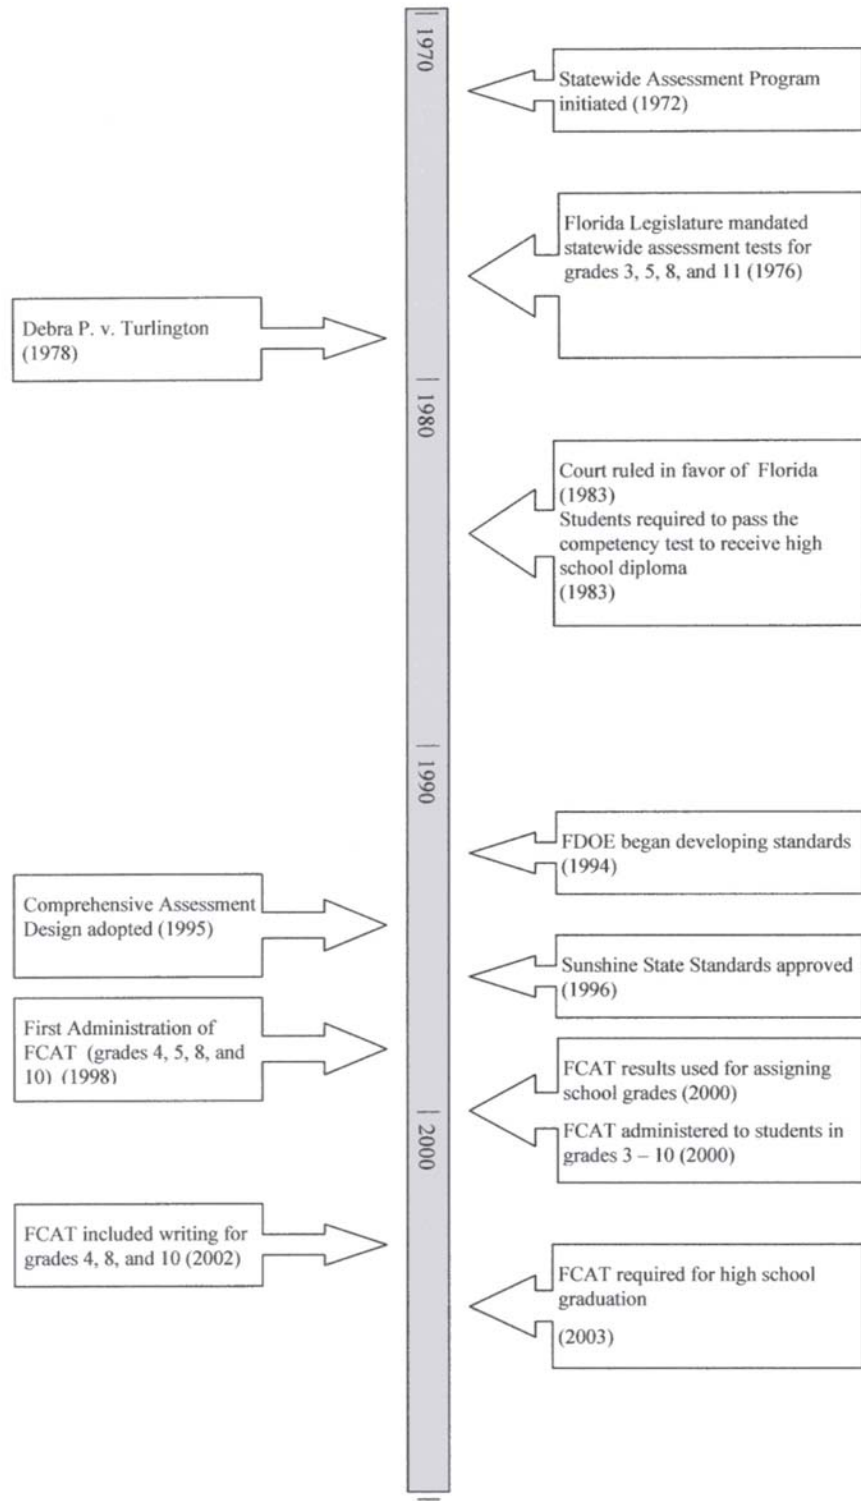 1970
Statewide Assessment Program
initiated (1972)
Florida Legislature mandated
statewide assessment tests for
grades 3, 5, 8, and 11 (1976)
Debra P. v. Turlington
(1978)
1980
Court ruled in favor of Florida
(1983)
Students required to pass the
competency test to receive high
school diploma
(1983)
1990
FDOE began developing standards
(1994)
Comprehensive Assessment
Design adopted (1995)
Sunshine State Standards approved
(1996)
First Administration of
FCAT (grades 4, 5, 8, and
10) (1998)
FCAT results used for assigning
school grades (2000)
FCAT administered to students in
grades 3 – 10 (2000)
2000
FCAT included writing for
grades 4, 8, and 10 (2002)
FCAT required for high school
graduation
(2003)